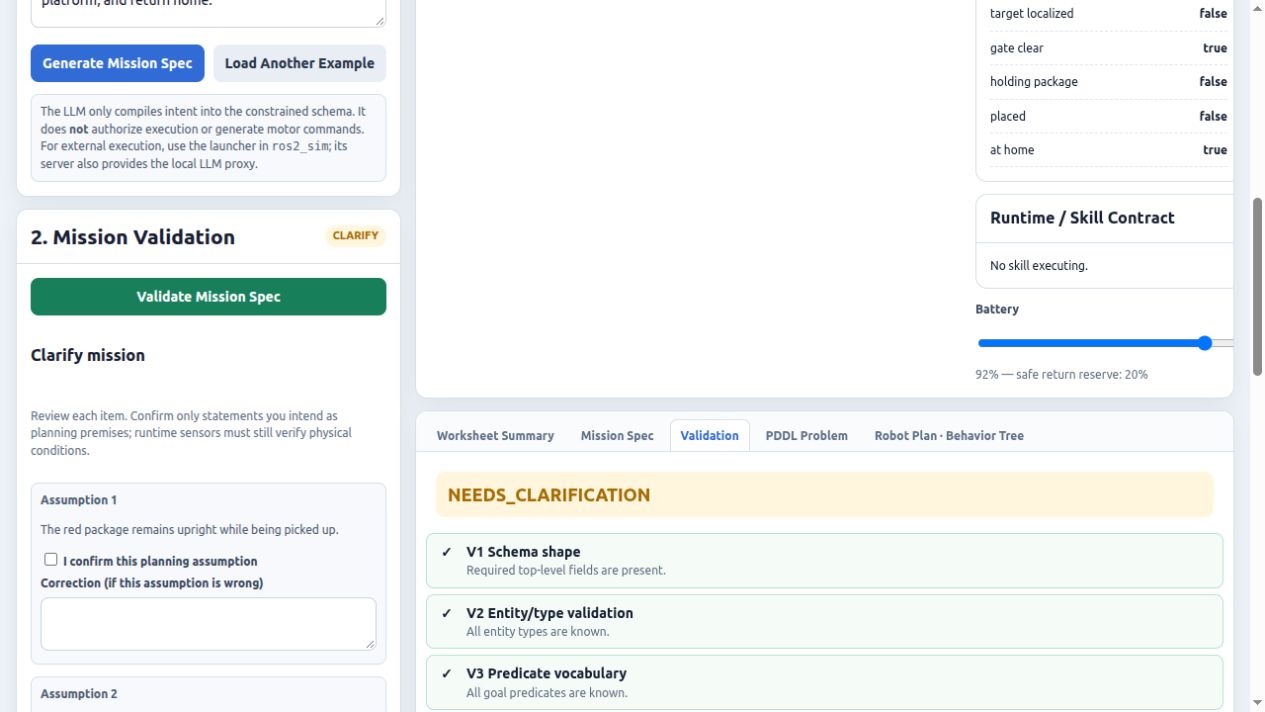 platform, and return home.
Generate Mission Spec
Load Another Example
The LLM only compiles intent into the constrained schema. It
does not authorize execution or generate motor commands.
For external execution, use the launcher in ros2_sim; its
server also provides the local LLM proxy.
2. Mission Validation
CLARIFY
Validate Mission Spec
Clarify mission
Review each item. Confirm only statements you intend as
planning premises; runtime sensors must still verify physical
conditions.
Assumption 1
The red package remains upright while being picked up.
I confirm this planning assumption
Correction (if this assumption is wrong)
Assumption 2
target localized false
gate clear true
holding package false
placed false
at home true
Runtime / Skill Contract
No skill executing.
Battery
92% — safe return reserve: 20%
Worksheet Summary
Mission Spec
Validation
PDDL Problem
Robot Plan · Behavior Tree
NEEDS_CLARIFICATION
✓ V1 Schema shape
Required top-level fields are present.
✓ V2 Entity/type validation
All entity types are known.
✓ V3 Predicate vocabulary
All goal predicates are known.